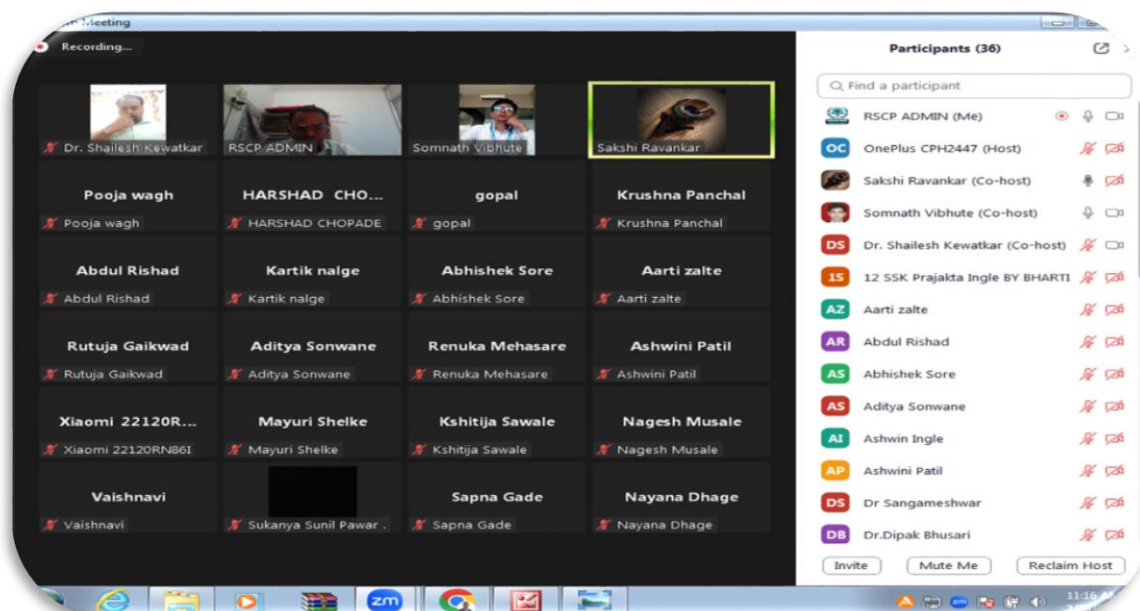 Meeting
Recording...
Dr. Shailesh Kewatkar
RSCP ADMIN
Somnath Vibhute
Sakshi Ravankar
Pooja wagh
HARSHAD CHO...
gopal
Krushna Panchal
Pooja wagh
HARSHAD CHOPADE
gopal
Krushna Panchal
Abdul Rishad
Kartik nalge
Abhishek Sore
Aarti zalte
Abdul Rishad
Kartik nalge
Abhishek Sore
Aarti zalte
Rutuja Gaikwad
Aditya Sonwane
Renuka Mehasare
Ashwini Patil
Rutuja Gaikwad
Aditya Sonwane
Renuka Mehasare
Ashwini Patil
Xiaomi 22120R...
Mayuri Shelke
Kshitija Sawale
Nagesh Musale
Xiaomi 22120RN86I
Mayuri Shelke
Kshitija Sawale
Nagesh Musale
Vaishnavi
Sapna Gade
Nayana Dhage
Vaishnavi
Sukanya Sunil Pawar .
Sapna Gade
Nayana Dhage
Participants (36)
Find a participant
RSCP ADMIN (Me)
OC OnePlus CPH2447 (Host)
Sakshi Ravankar (Co-host)
Somnath Vibhute (Co-host)
DS Dr. Shailesh Kewatkar (Co-host)
1S 12 SSK Prajakta Ingle BY BHARTI
AZ Aarti zalte
AR Abdul Rishad
AS Abhishek Sore
AS Aditya Sonwane
AI Ashwin Ingle
AP Ashwini Patil
DS Dr Sangameshwar
DB Dr.Dipak Bhusari
Invite
Mute Me
Reclaim Host
zm
11:16 AM